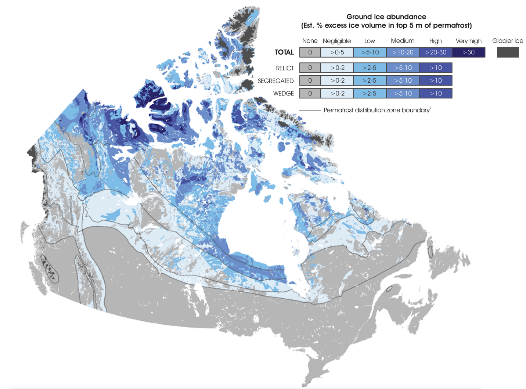 Ground ice abundance
(Est. % excess ice volume in top 5 m of permafrost)
None Negligible Low Medium High Very high Glacier ice
TOTAL 0 >0-5 >5-10 >10-20 >20-30 >30
RELICT 0 >0-2 >2-5 >5-10 >10
SEGREGATED 0 >0-2 >2-5 >5-10 >10
WEDGE 0 >0-2 >2-5 >5-10 >10
Permafrost distribution zone boundary¹